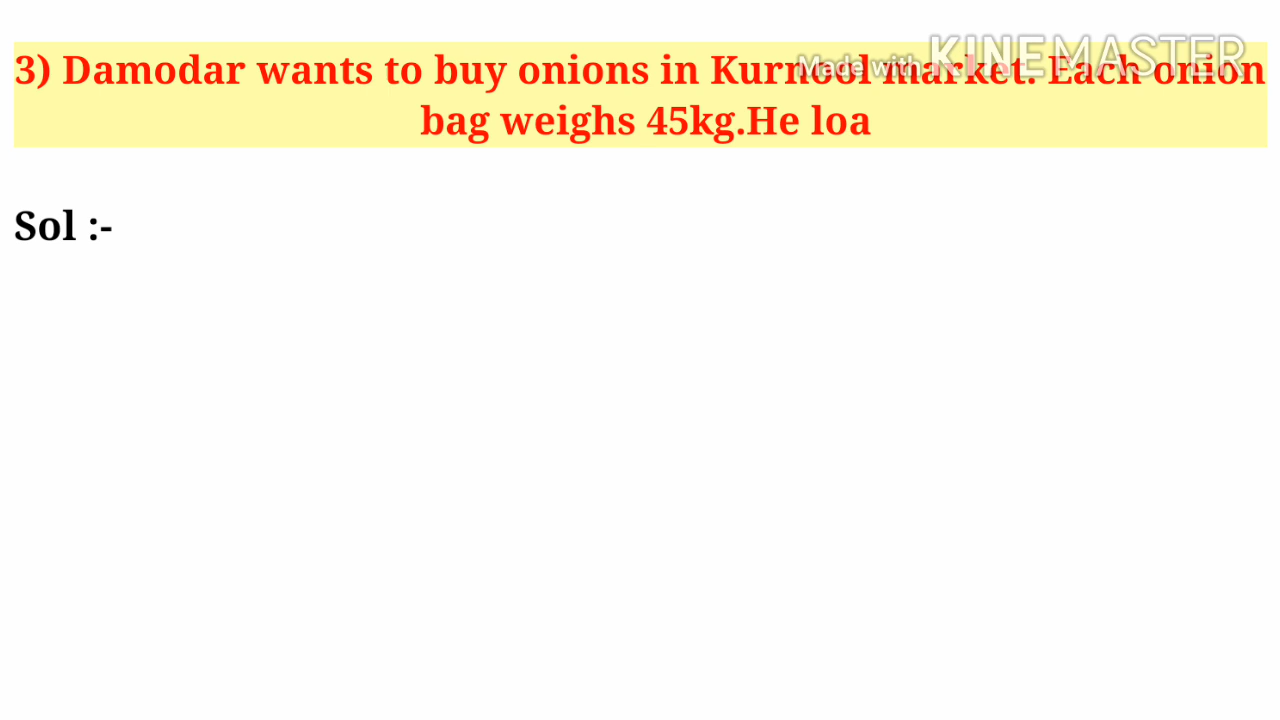 3) Damodar wants to buy onions in Kurnool market. Each onion
bag weighs 45kg.He loa
Made with KINEMASTER
Sol :-